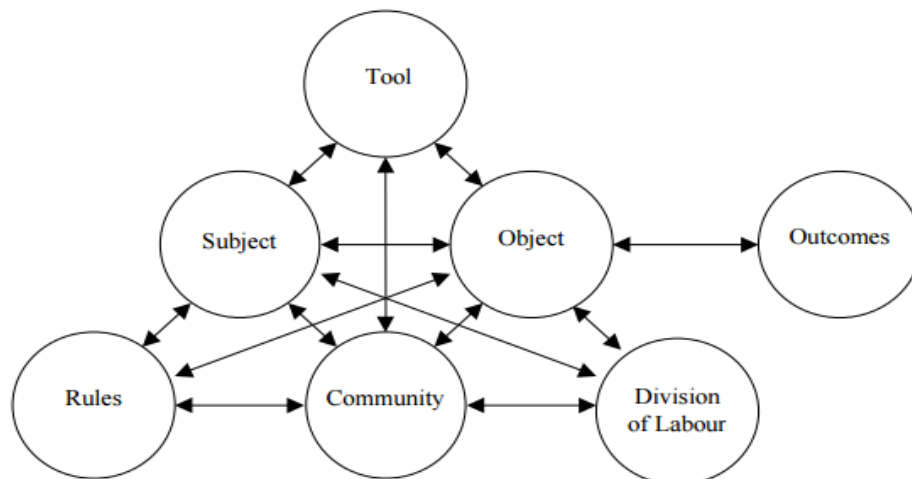 Tool
Subject
Object
Outcomes
Rules
Community
Division
of Labour